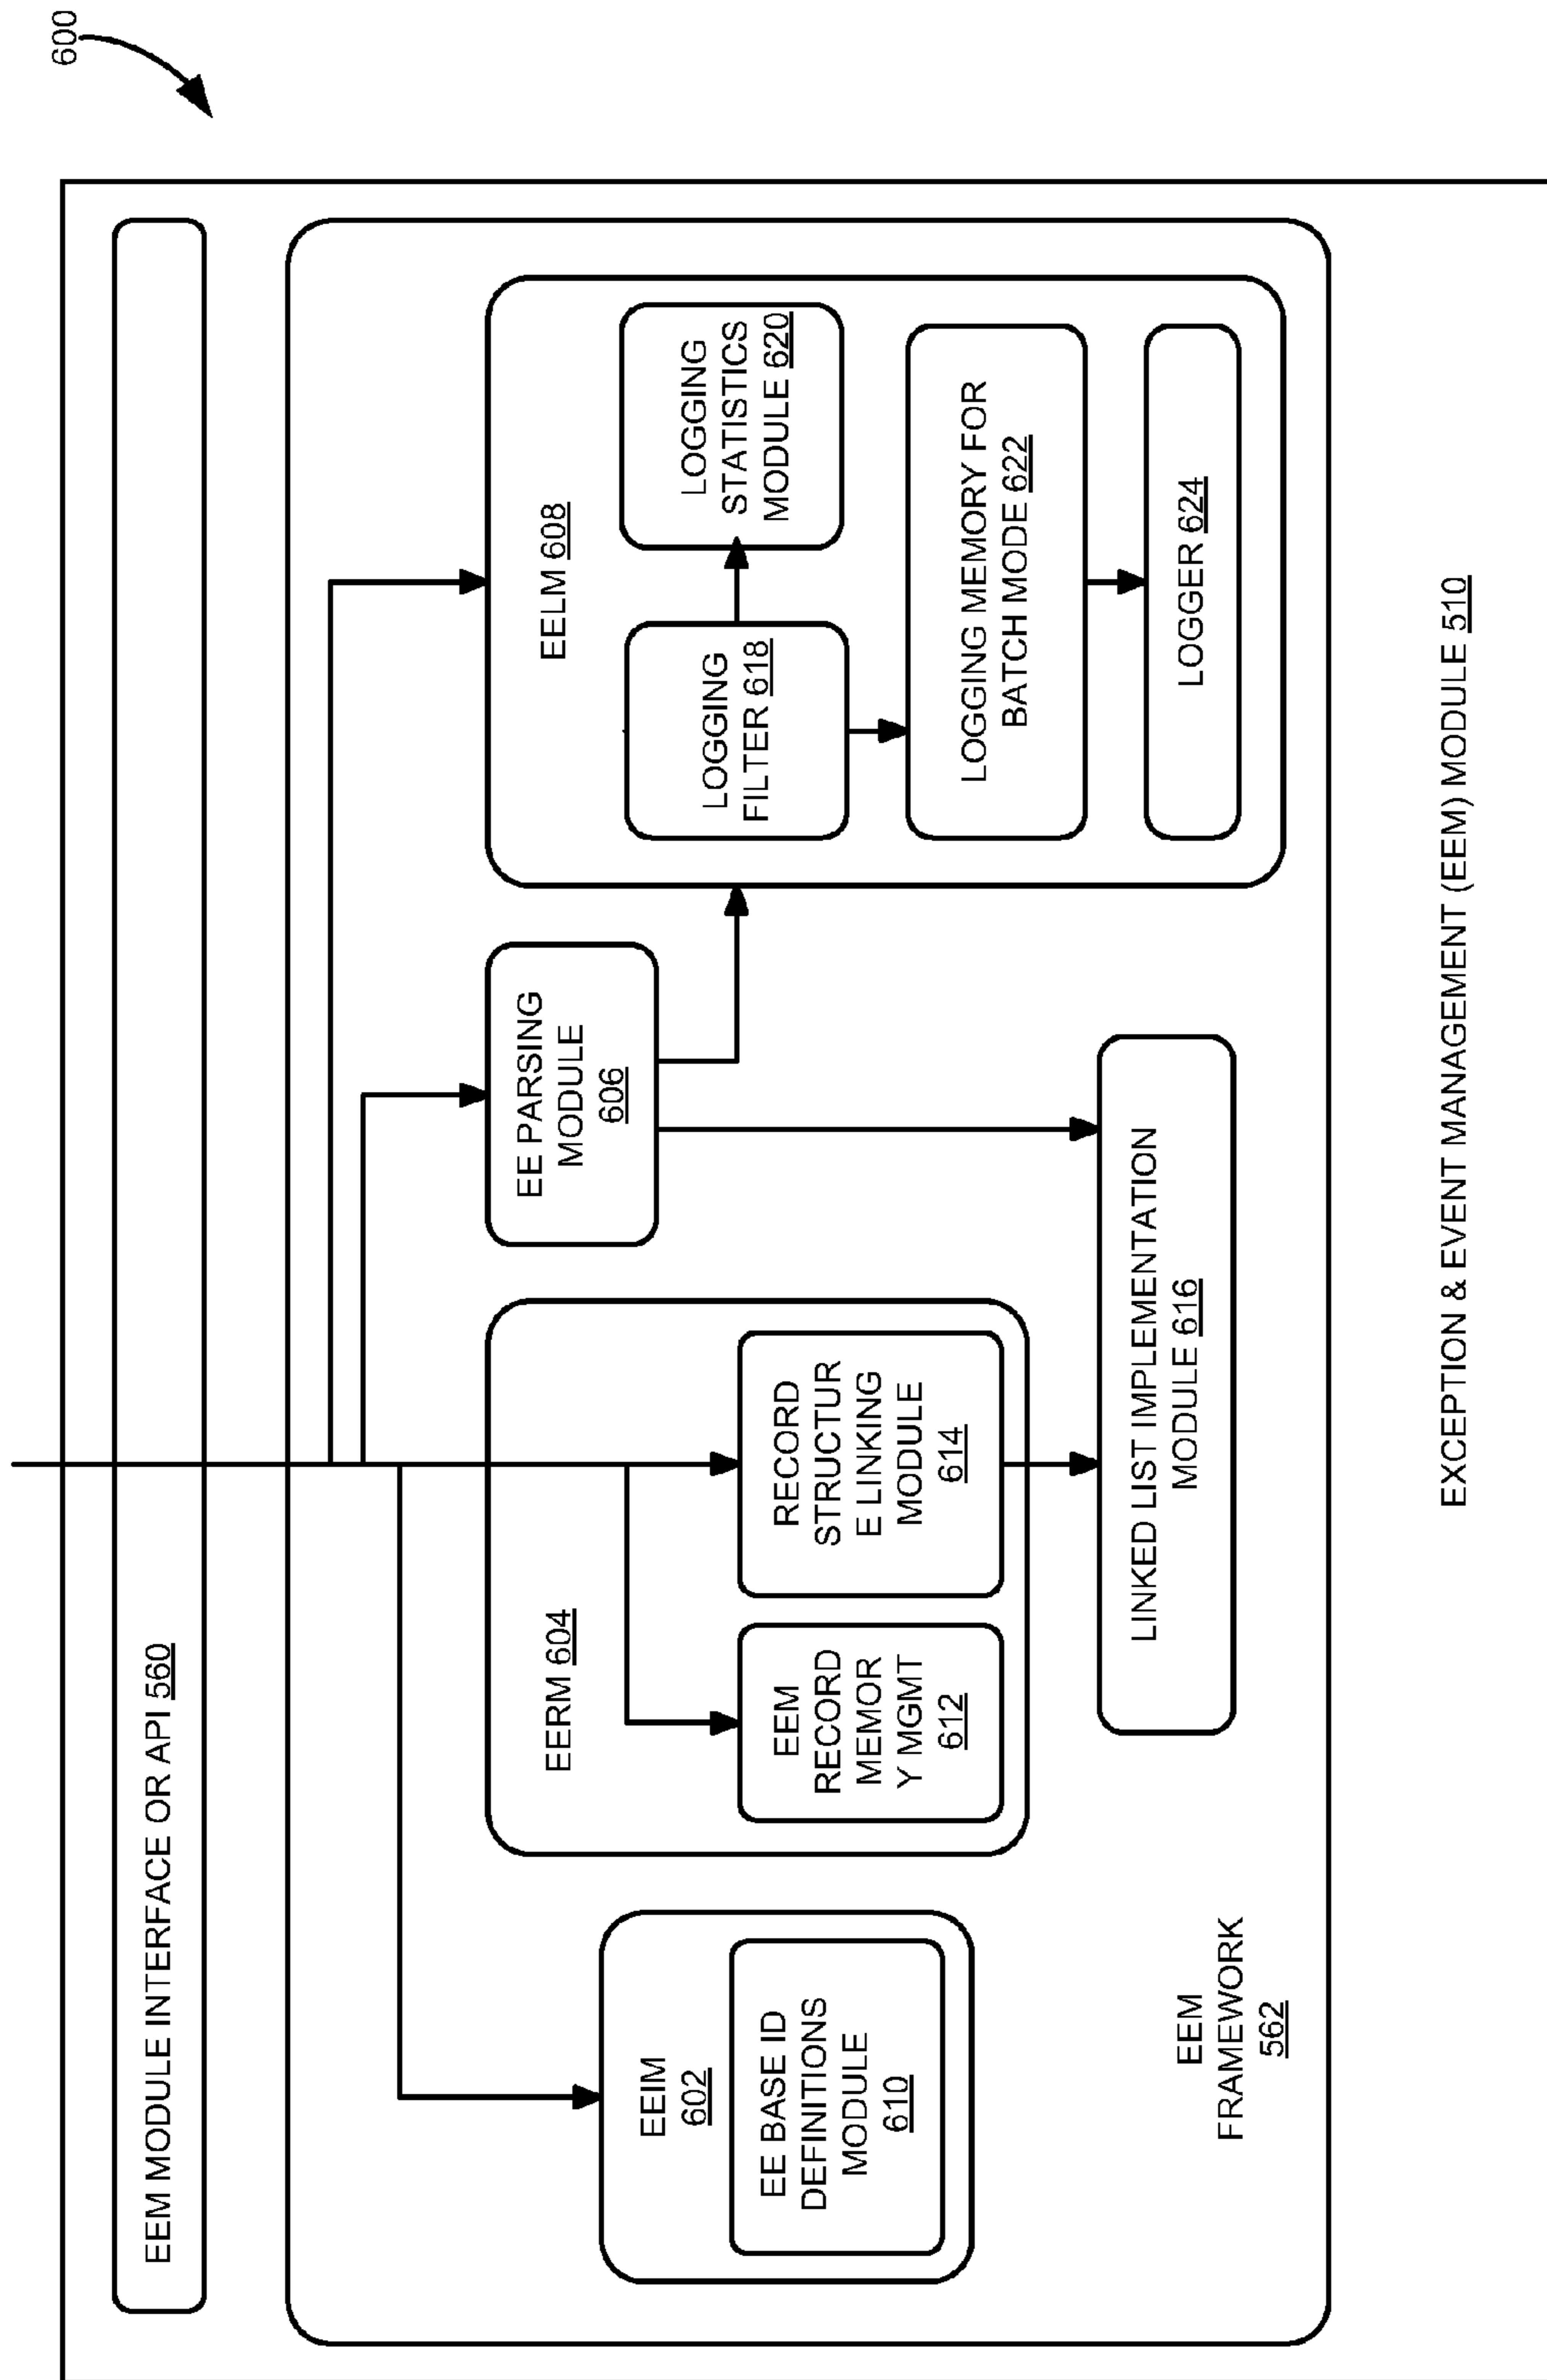 600
EEM MODULE INTERFACE OR API 560
EEIM
602
EE BASE ID
DEFINITIONS
MODULE
610
EERM 604
EEM
RECORD
MEMOR
Y MGMT
612
RECORD
STRUCTUR
E LINKING
MODULE
614
EE PARSING
MODULE
606
EELM 608
LOGGING
FILTER 618
LOGGING
STATISTICS
MODULE 620
LOGGING MEMORY FOR
BATCH MODE 622
LOGGER 624
LINKED LIST IMPLEMENTATION
MODULE 616
EEM
FRAMEWORK
562
EXCEPTION & EVENT MANAGEMENT (EEM) MODULE 510